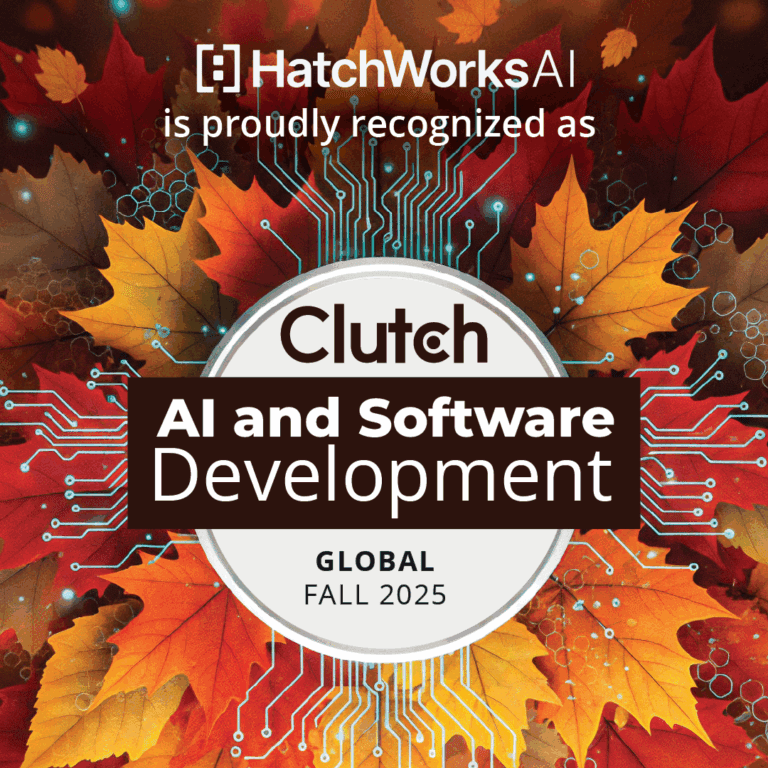 [:] HatchWorksAI
is proudly recognized as
Clutch
AI and Software
Development
GLOBAL
FALL 2025